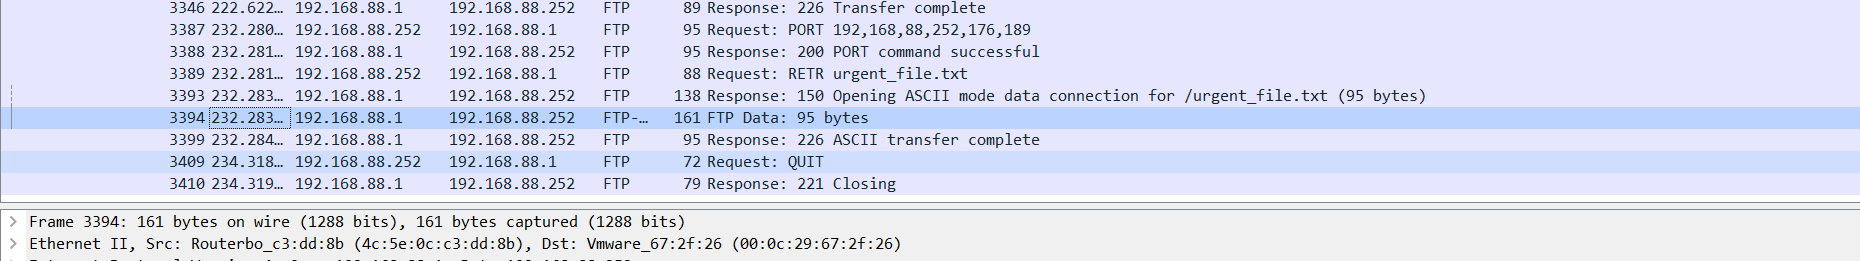 3346 222.622… 192.168.88.1 192.168.88.252 FTP 89 Response: 226 Transfer complete
3387 232.280… 192.168.88.252 192.168.88.1 FTP 95 Request: PORT 192,168,88,252,176,189
3388 232.281… 192.168.88.1 192.168.88.252 FTP 95 Response: 200 PORT command successful
3389 232.281… 192.168.88.252 192.168.88.1 FTP 88 Request: RETR urgent_file.txt
3393 232.283… 192.168.88.1 192.168.88.252 FTP 138 Response: 150 Opening ASCII mode data connection for /urgent_file.txt (95 bytes)
3394 232.283… 192.168.88.1 192.168.88.252 FTP-… 161 FTP Data: 95 bytes
3399 232.284… 192.168.88.1 192.168.88.252 FTP 95 Response: 226 ASCII transfer complete
3409 234.318… 192.168.88.252 192.168.88.1 FTP 72 Request: QUIT
3410 234.319… 192.168.88.1 192.168.88.252 FTP 79 Response: 221 Closing
Frame 3394: 161 bytes on wire (1288 bits), 161 bytes captured (1288 bits)
Ethernet II, Src: Routerbo_c3:dd:8b (4c:5e:0c:c3:dd:8b), Dst: Vmware_67:2f:26 (00:0c:29:67:2f:26)